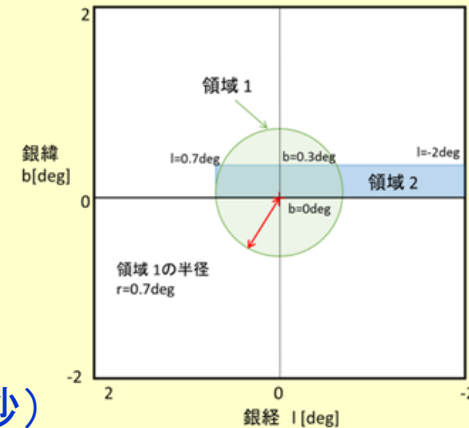 2
領域 1
銀緯
b[deg]
l=0.7deg
b=0.3deg
l=-2deg
領域 2
0
b=0deg
領域 1の半径
r=0.7deg
-2
2
0
-2
銀経 l [deg]
秒）